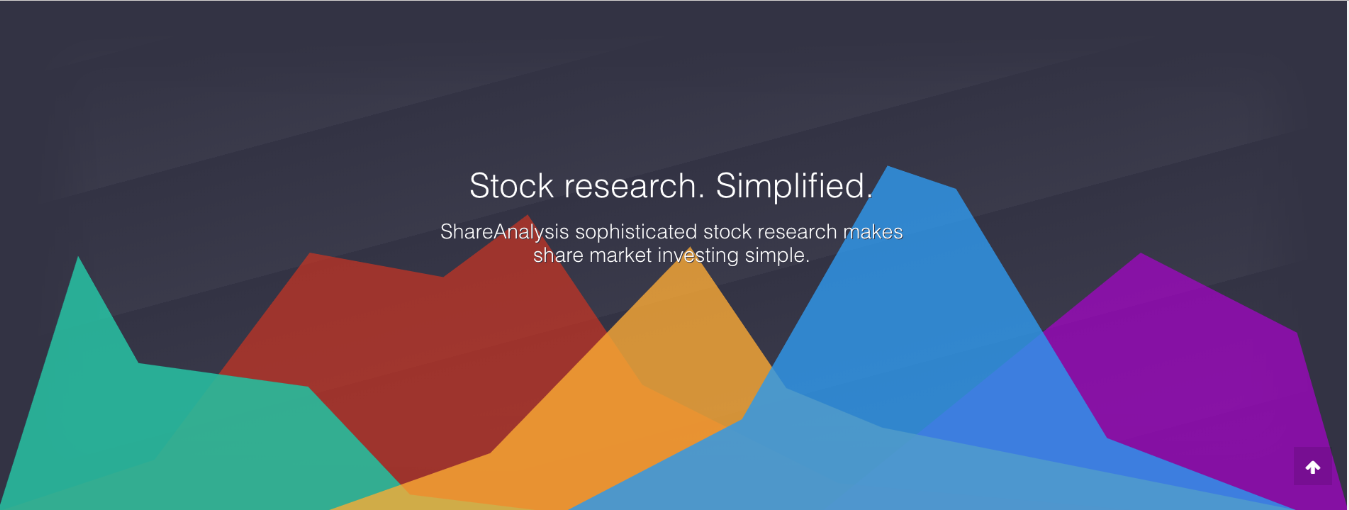 Stock research. Simplified.
ShareAnalysis sophisticated stock research makes
share market investing simple.